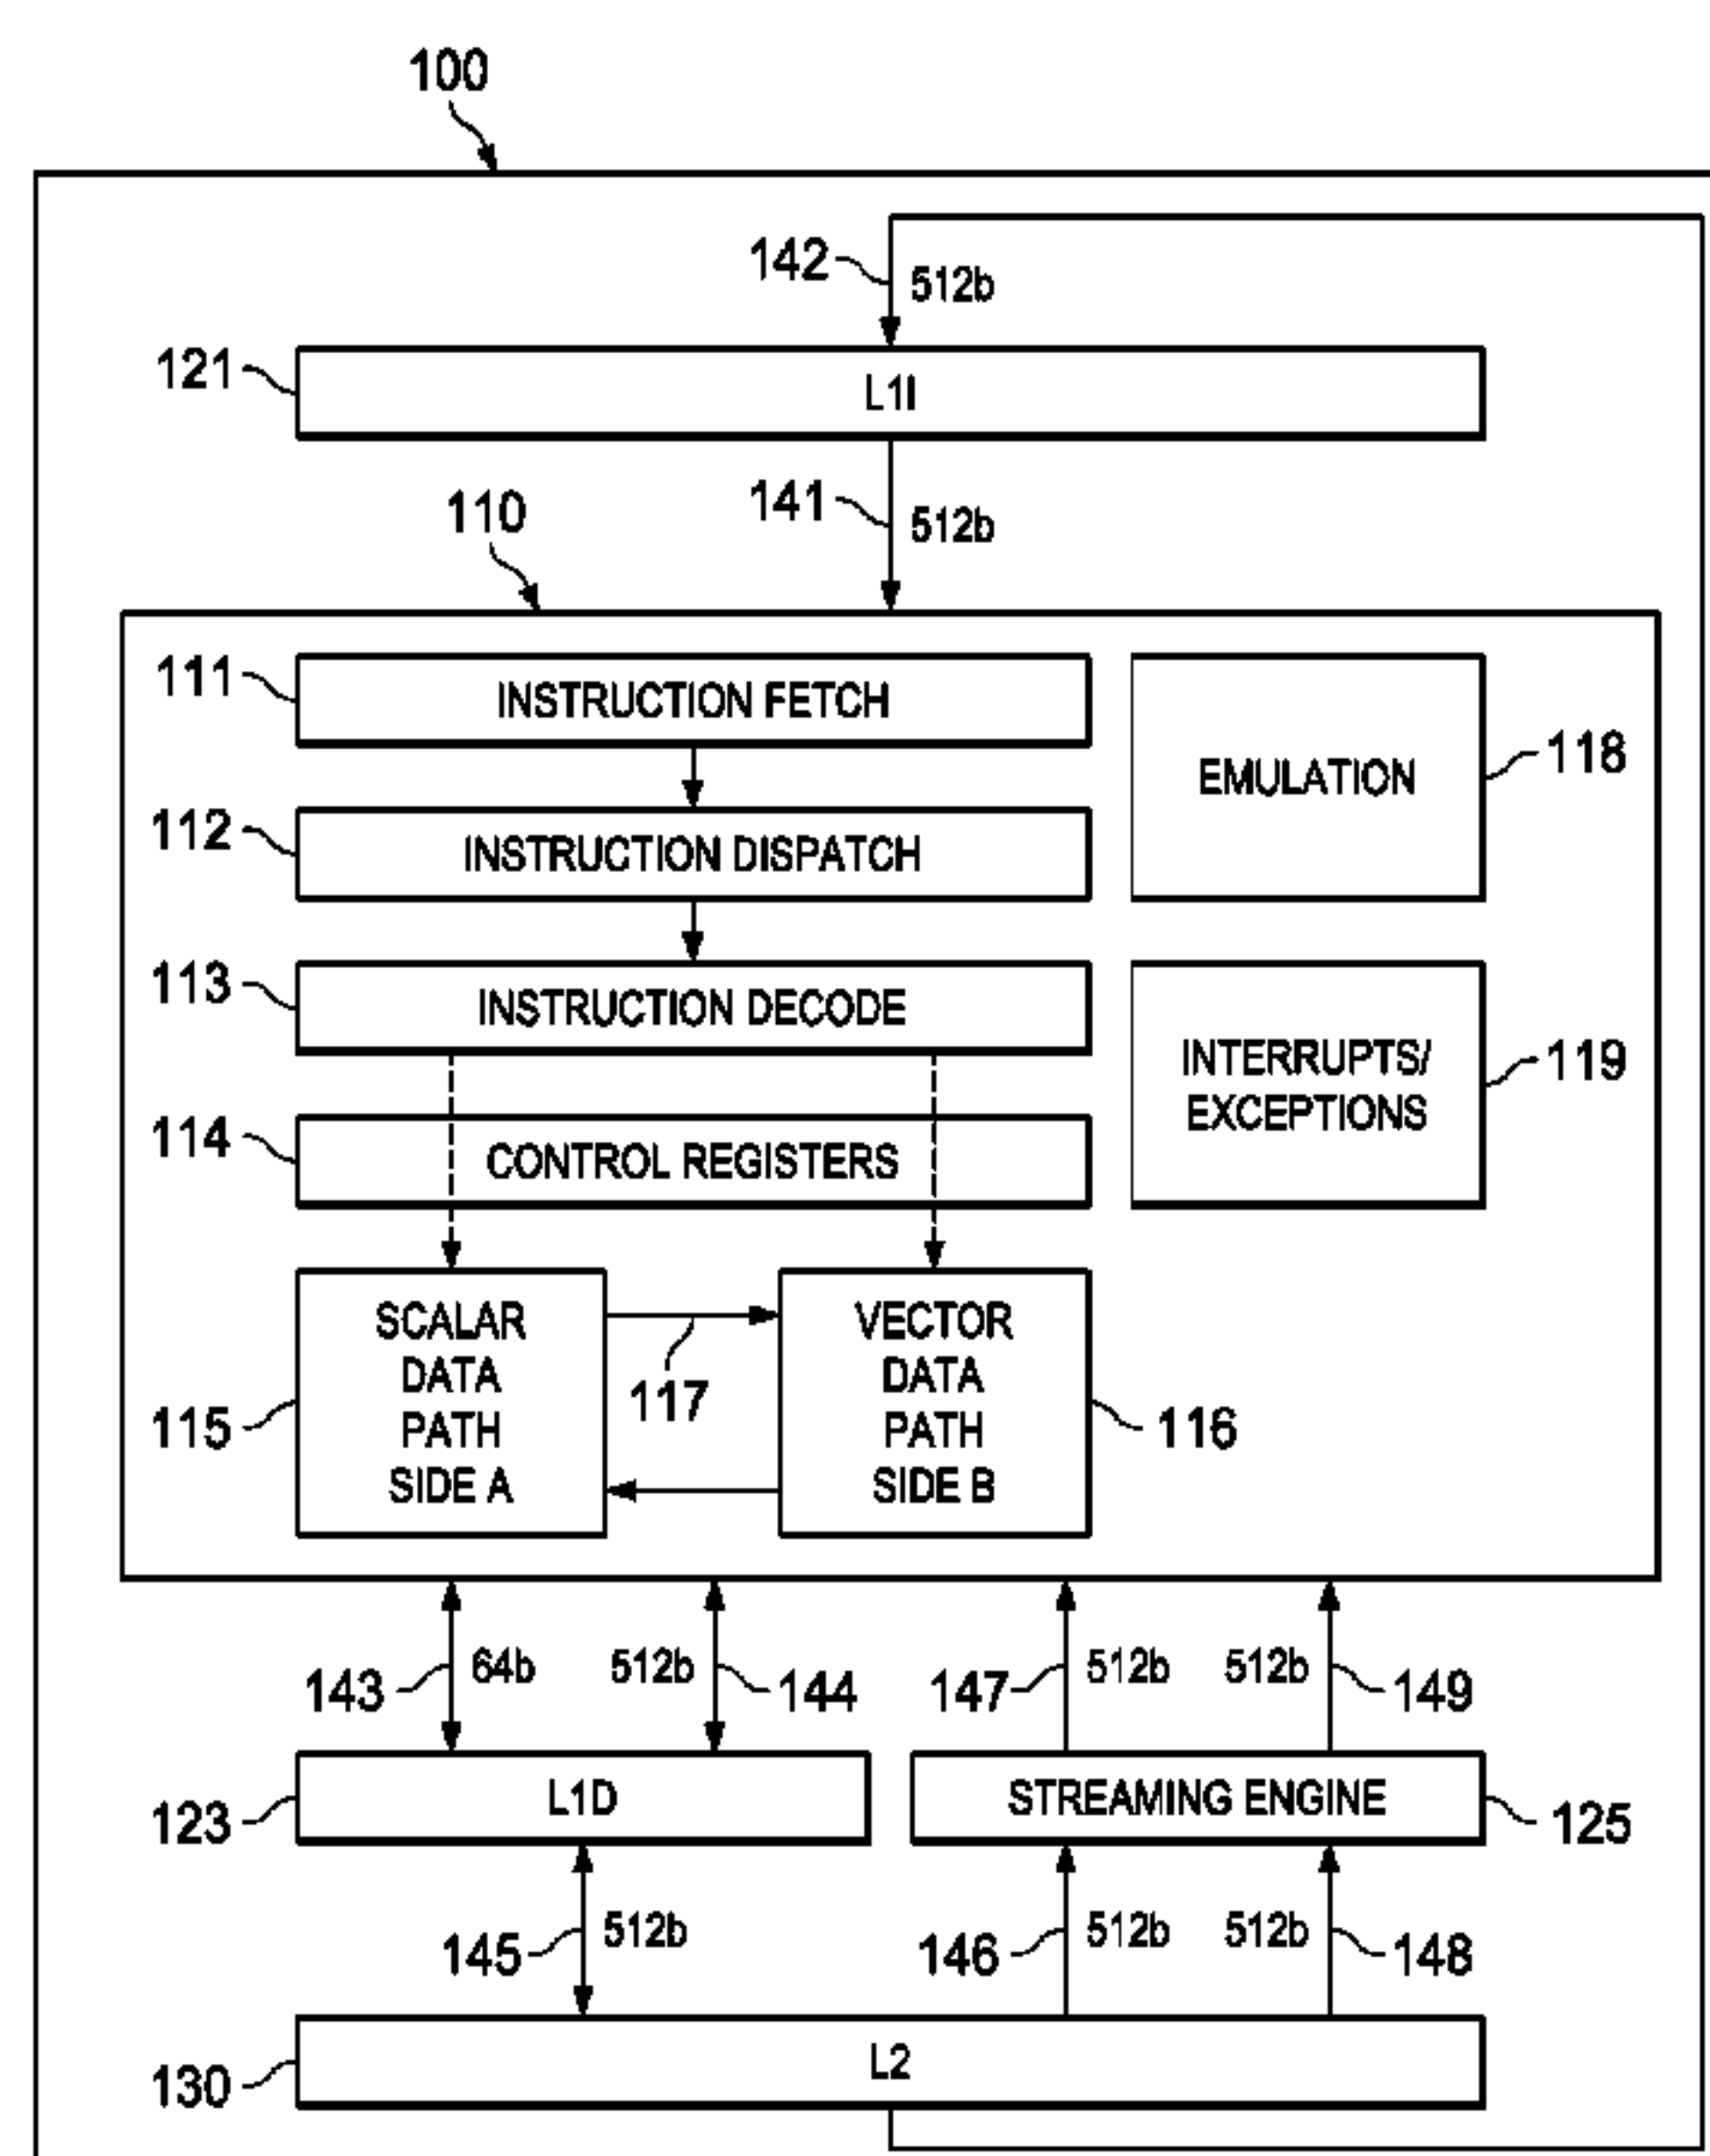 100
142
512b
121
L1I
110
141
512b
111
INSTRUCTION FETCH
118
EMULATION
112
INSTRUCTION DISPATCH
113
INSTRUCTION DECODE
119
INTERRUPTS/
EXCEPTIONS
114
CONTROL REGISTERS
115
SCALAR
DATA
PATH
SIDE A
117
VECTOR
DATA
PATH
SIDE B
116
143
64b
512b
144
147
512b
512b
149
123
L1D
STREAMING ENGINE
125
145
512b
146
512b
512b
148
130
L2